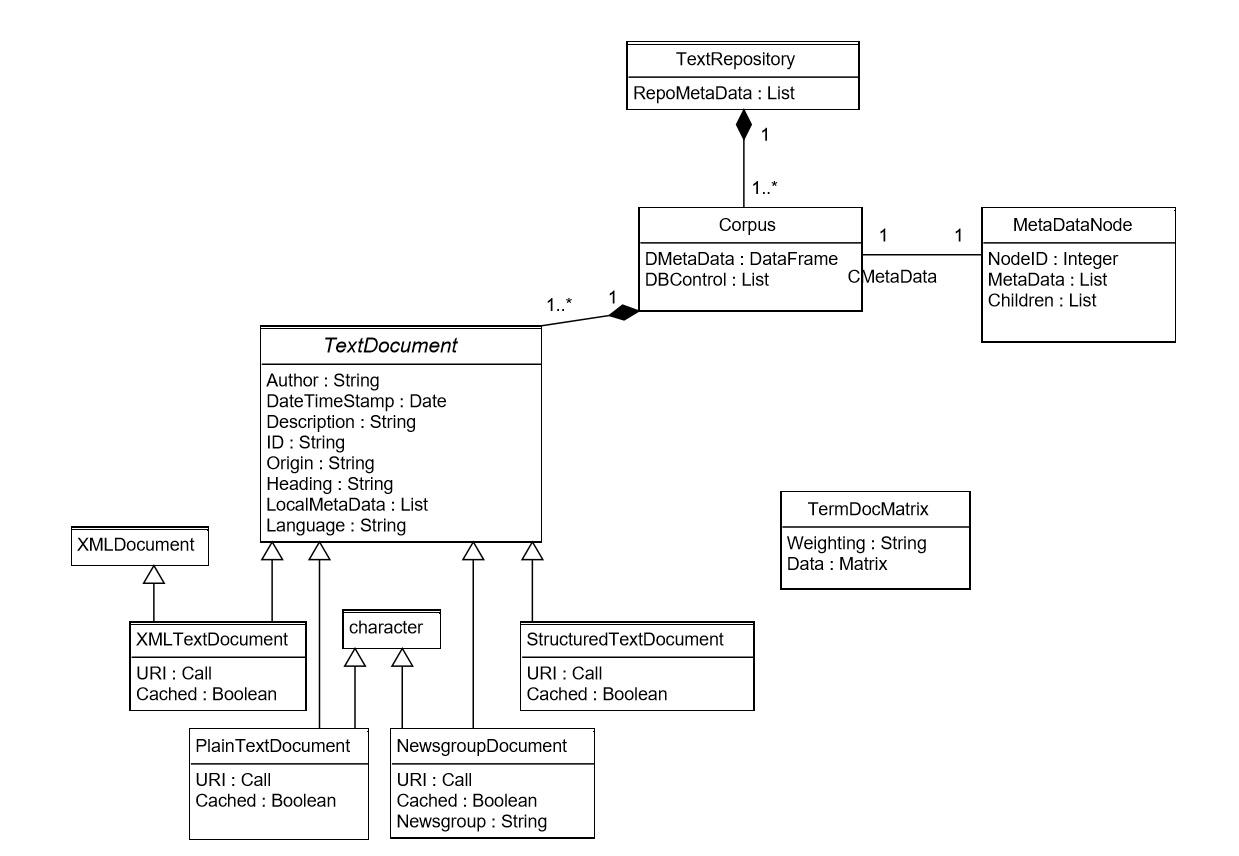 TextRepository
RepoMetaData : List
1
1..*
Corpus
DMetaData : DataFrame
DBControl : List
1
1
CMetaData
MetaDataNode
NodeID : Integer
MetaData : List
Children : List
1..*
1
TextDocument
Author : String
DateTimeStamp : Date
Description : String
ID : String
Origin : String
Heading : String
LocalMetaData : List
Language : String
TermDocMatrix
Weighting : String
Data : Matrix
XMLDocument
character
XMLTextDocument
URI : Call
Cached : Boolean
StructuredTextDocument
URI : Call
Cached : Boolean
PlainTextDocument
URI : Call
Cached : Boolean
NewsgroupDocument
URI : Call
Cached : Boolean
Newsgroup : String